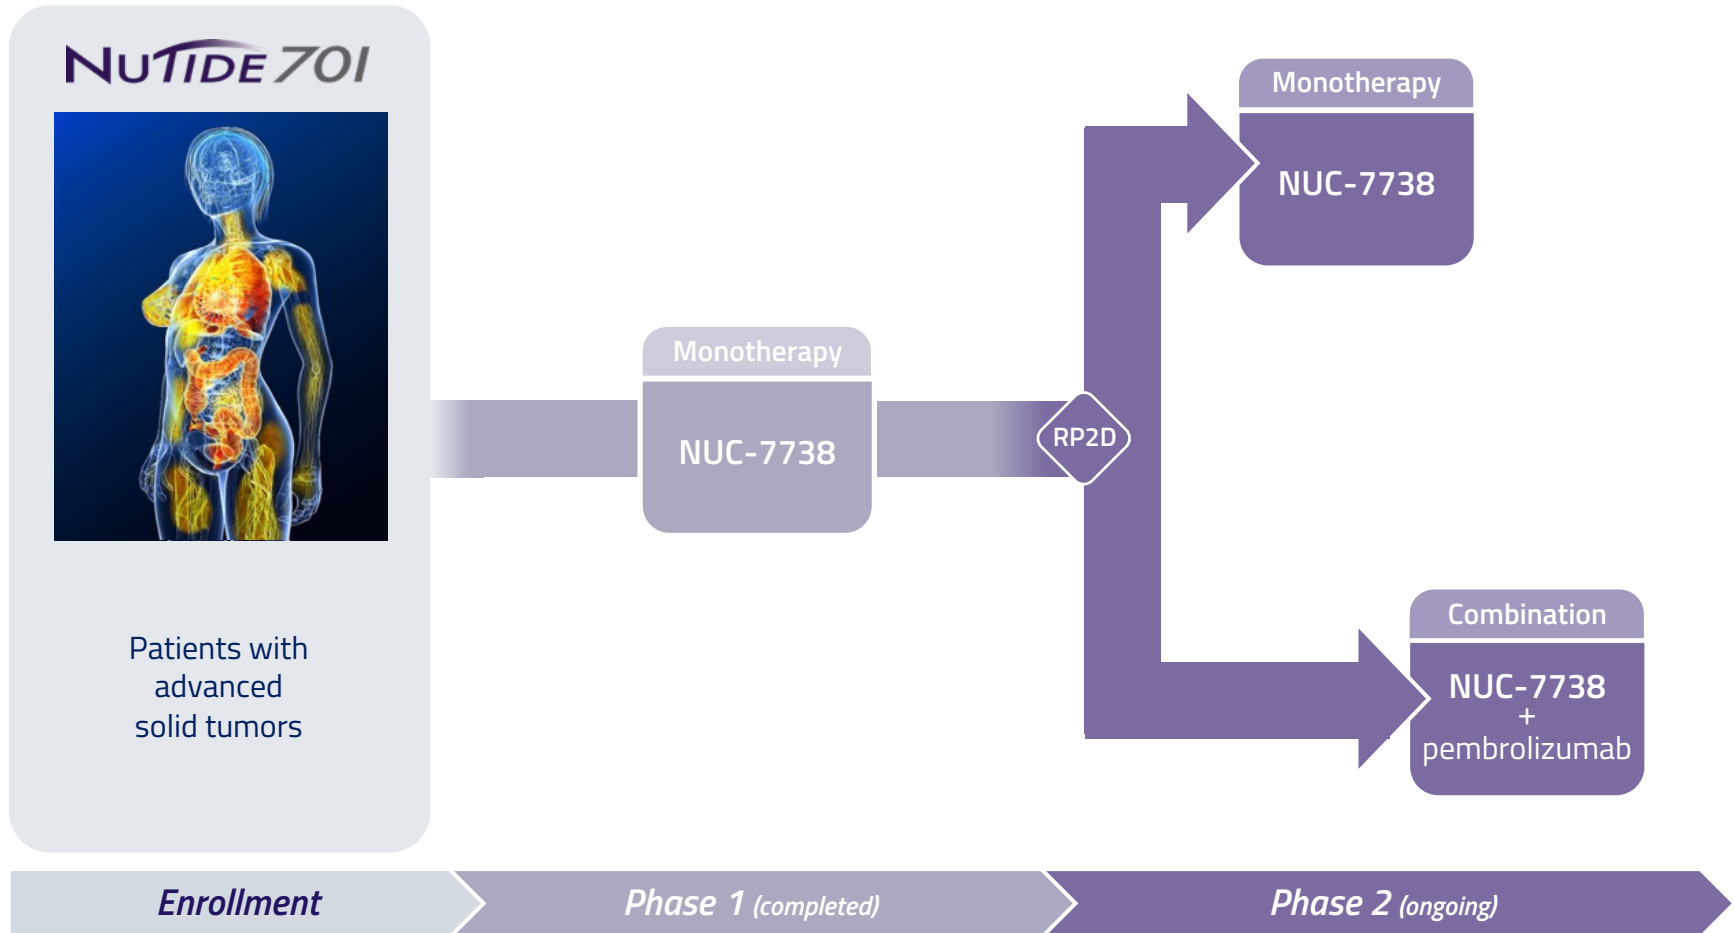 NUTIDE 701
Patients with
advanced
solid tumors
Monotherapy
NUC-7738
RP2D
Monotherapy
NUC-7738
Combination
NUC-7738
+
pembrolizumab
Enrollment
Phase 1 (completed)
Phase 2 (ongoing)